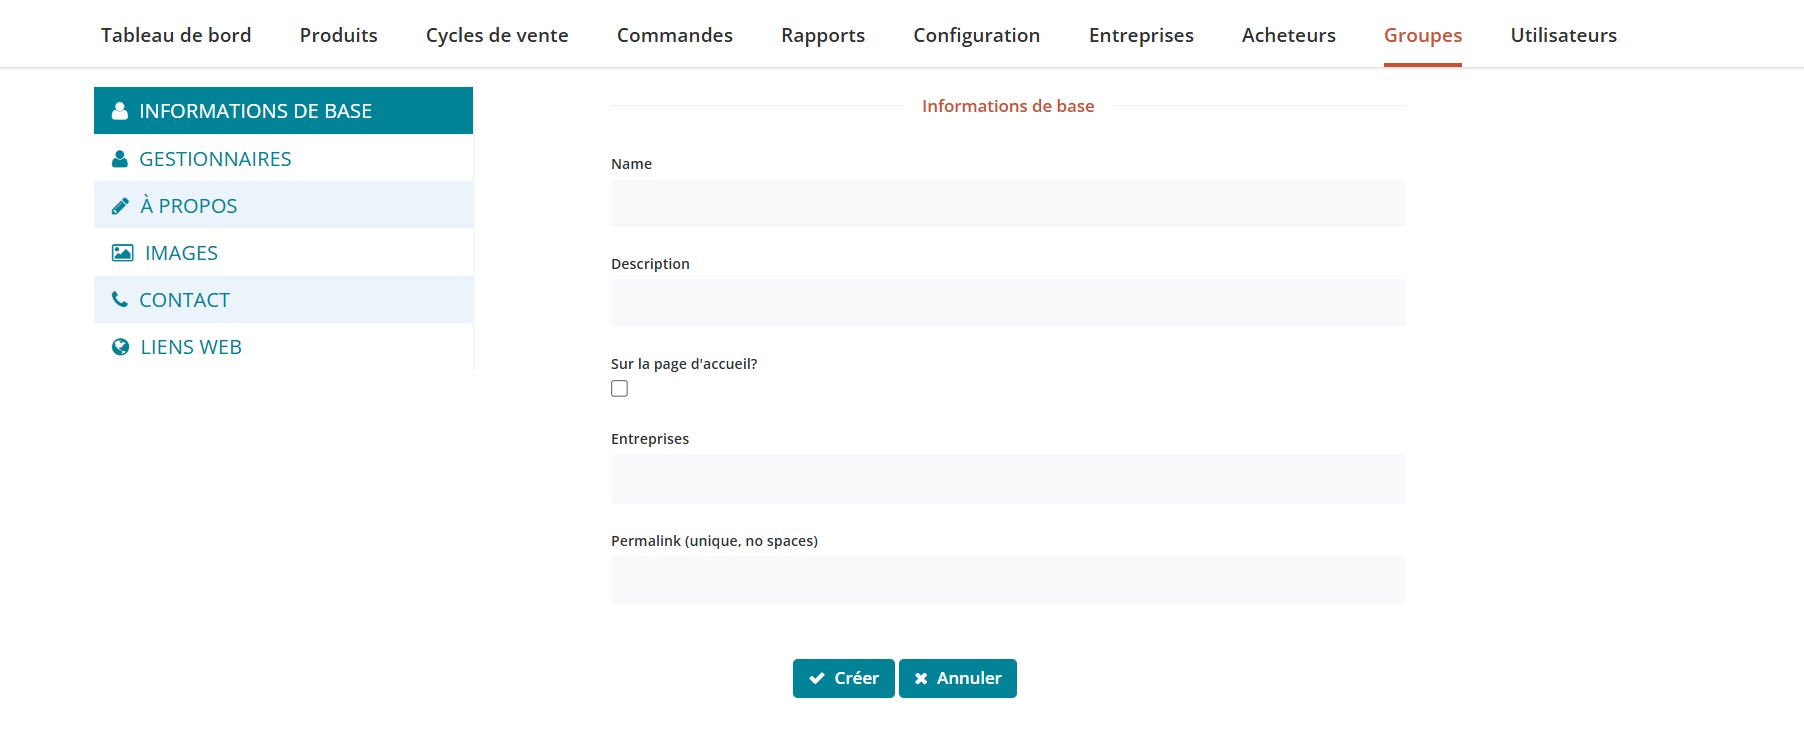 Tableau de bord Produits Cycles de vente Commandes Rapports Configuration Entreprises Acheteurs Groupes Utilisateurs
INFORMATIONS DE BASE
GESTIONNAIRES
À PROPOS
IMAGES
CONTACT
LIENS WEB
Informations de base
Name
Description
Sur la page d'accueil?
Entreprises
Permalink (unique, no spaces)
Créer Annuler